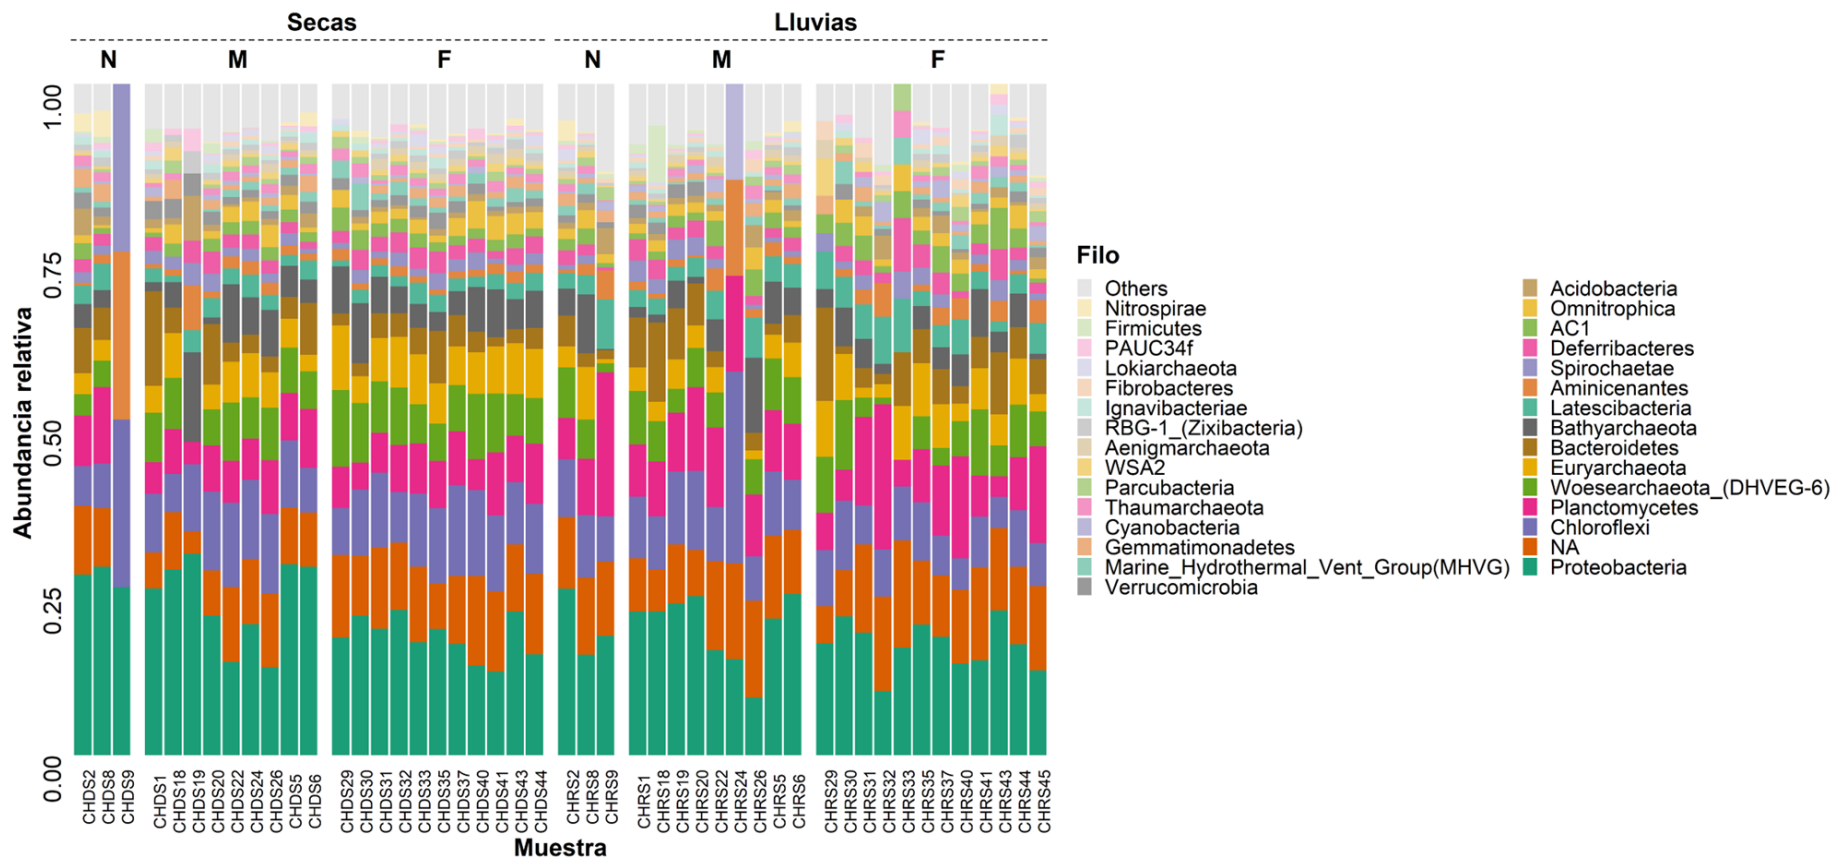 Secas Lluvias
N M F N M F
Abundancia relativa
1.00
0.75
0.50
0.25
0.00
CHDS2 CHDS8 CHDS9 CHDS1 CHDS18 CHDS19 CHDS20 CHDS22 CHDS24 CHDS26 CHDS5 CHDS6 CHDS29 CHDS30 CHDS31 CHDS32 CHDS33 CHDS35 CHDS37 CHDS40 CHDS41 CHDS43 CHDS44 CHRS2 CHRS8 CHRS9 CHRS1 CHRS18 CHRS19 CHRS20 CHRS22 CHRS24 CHRS26 CHRS5 CHRS6 CHRS29 CHRS30 CHRS31 CHRS32 CHRS33 CHRS35 CHRS37 CHRS40 CHRS41 CHRS43 CHRS44 CHRS45
Muestra
Filo
Others
Nitrospirae
Firmicutes
PAUC34f
Lokiarchaeota
Fibrobacteres
Ignavibacteriae
RBG-1_(Zixibacteria)
Aenigmarchaeota
WSA2
Parcubacteria
Thaumarchaeota
Cyanobacteria
Gemmatimonadetes
Marine_Hydrothermal_Vent_Group(MHVG)
Verrucomicrobia
Acidobacteria
Omnitrophica
AC1
Deferribacteres
Spirochaetae
Aminicenantes
Latescibacteria
Bathyarchaeota
Bacteroidetes
Euryarchaeota
Woesearchaeota_(DHVEG-6)
Planctomycetes
Chloroflexi
NA
Proteobacteria